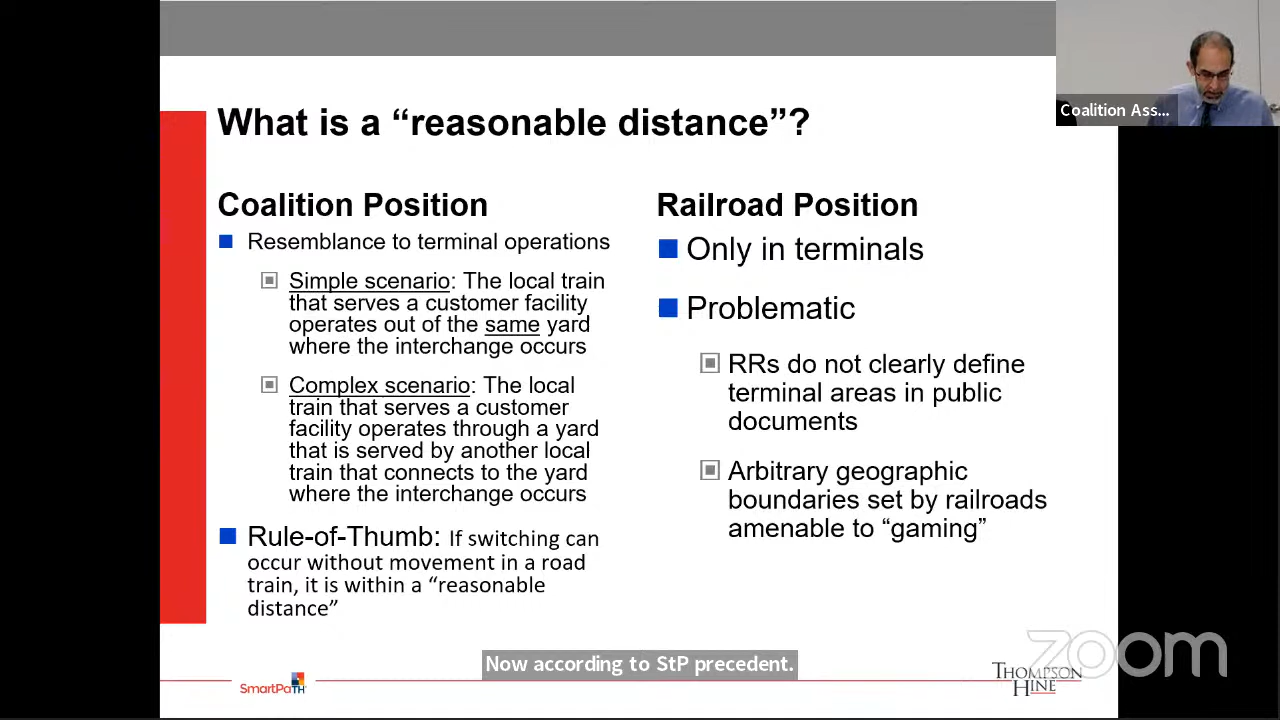 What is a “reasonable distance”?
Coalition Position
Resemblance to terminal operations
Simple scenario: The local train
that serves a customer facility
operates out of the same yard
where the interchange occurs
Complex scenario: The local
train that serves a customer
facility operates through a yard
that is served by another local
train that connects to the yard
where the interchange occurs
Rule-of-Thumb: If switching can
occur without movement in a road
train, it is within a “reasonable
distance”
Railroad Position
Only in terminals
Problematic
RRs do not clearly define
terminal areas in public
documents
Arbitrary geographic
boundaries set by railroads
amenable to “gaming”
Coalition Ass...
Now according to StP precedent.
SmartPaTH
THOMPSON
HINE
zoom